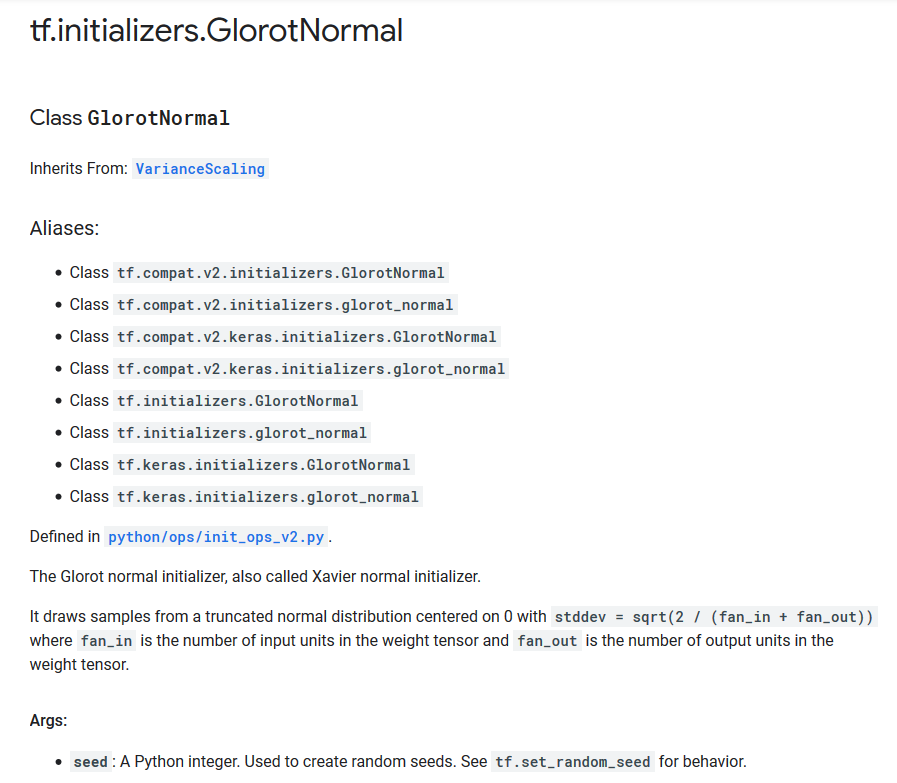 tf.initializers.GlorotNormal
Class GlorotNormal
Inherits From: VarianceScaling
Aliases:
• Class tf.compat.v2.initializers.GlorotNormal
• Class tf.compat.v2.initializers.glorot_normal
• Class tf.compat.v2.keras.initializers.GlorotNormal
• Class tf.compat.v2.keras.initializers.glorot_normal
• Class tf.initializers.GlorotNormal
• Class tf.initializers.glorot_normal
• Class tf.keras.initializers.GlorotNormal
• Class tf.keras.initializers.glorot_normal
Defined in python/ops/init_ops_v2.py.
The Glorot normal initializer, also called Xavier normal initializer.
It draws samples from a truncated normal distribution centered on 0 with stddev = sqrt(2 / (fan_in + fan_out))
where fan_in is the number of input units in the weight tensor and fan_out is the number of output units in the
weight tensor.
Args:
• seed: A Python integer. Used to create random seeds. See tf.set_random_seed for behavior.